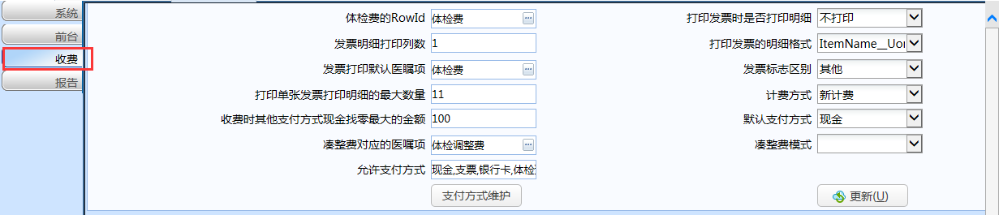 系统
前台
收费
报告
体检费的RowId 体检费 打印发票时是否打印明细 不打印
发票明细打印列数 1 打印发票的明细格式 ItemName__Uo
发票打印默认医嘱项 体检费 发票标志区别 其他
打印单张发票打印明细的最大数量 11 计费方式 新计费
收费时其他支付方式现金找零最大的金额 100 默认支付方式 现金
凑整费对应的医嘱项 体检调整费 凑整费模式
允许支付方式 现金,支票,银行卡,体检
支付方式维护 更新(U)